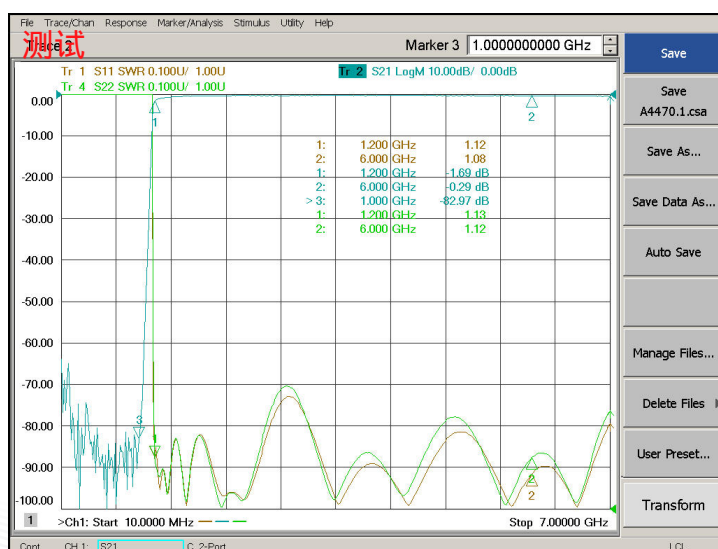 File Trace/Chan Response Marker/Analysis Stimulus Utility Help
测试
Marker 3 1.0000000000 GHz
Tr 1 S11 SWR 0.100U/ 1.00U
Tr 2 S21 LogM 10.00dB/ 0.00dB
Tr 4 S22 SWR 0.100U/ 1.00U
0.00
-10.00
-20.00
-30.00
-40.00
-50.00
-60.00
-70.00
-80.00
-90.00
-100.00
1: 1.200 GHz 1.12
2: 6.000 GHz 1.08
1: 1.200 GHz -1.69 dB
2: 6.000 GHz -0.29 dB
> 3: 1.000 GHz -82.97 dB
1: 1.200 GHz 1.13
2: 6.000 GHz 1.12
1
2
3
2
2
1 >Ch1: Start 10.0000 MHz
Stop 7.00000 GHz
Cont. CH 1: S21 C 2-Port LCL
Save
Save
A4470.1.csa
Save As...
Save Data As...
Auto Save
Manage Files...
Delete Files
User Preset...
Transform